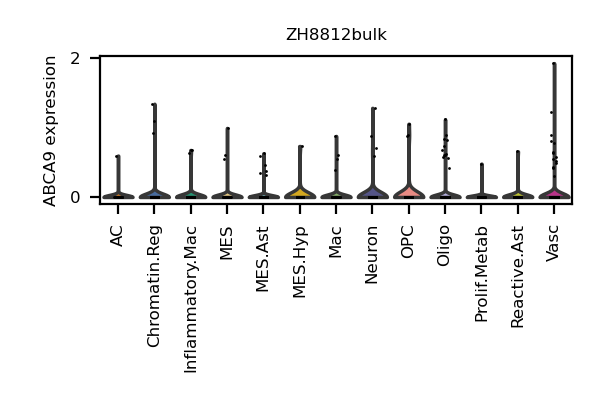 ZH8812bulk
ABCA9 expression
2
0
AC
Chromatin.Reg
Inflammatory.Mac
MES
MES.Ast
MES.Hyp
Mac
Neuron
OPC
Oligo
Prolif.Metab
Reactive.Ast
Vasc